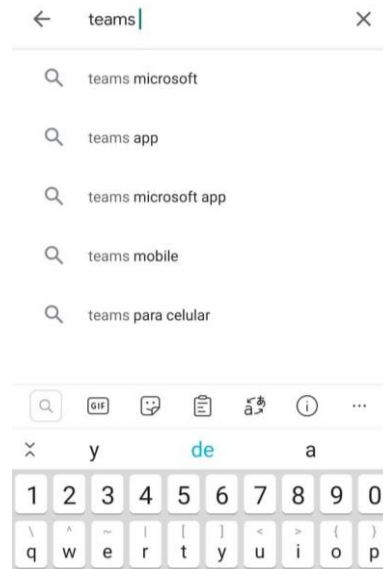 teams
teams microsoft
teams app
teams microsoft app
teams mobile
teams para celular
GIF
y de a
1 2 3 4 5 6 7 8 9 0
\ ^ ~ | [ ] < > { }
q w e r t y u i o p